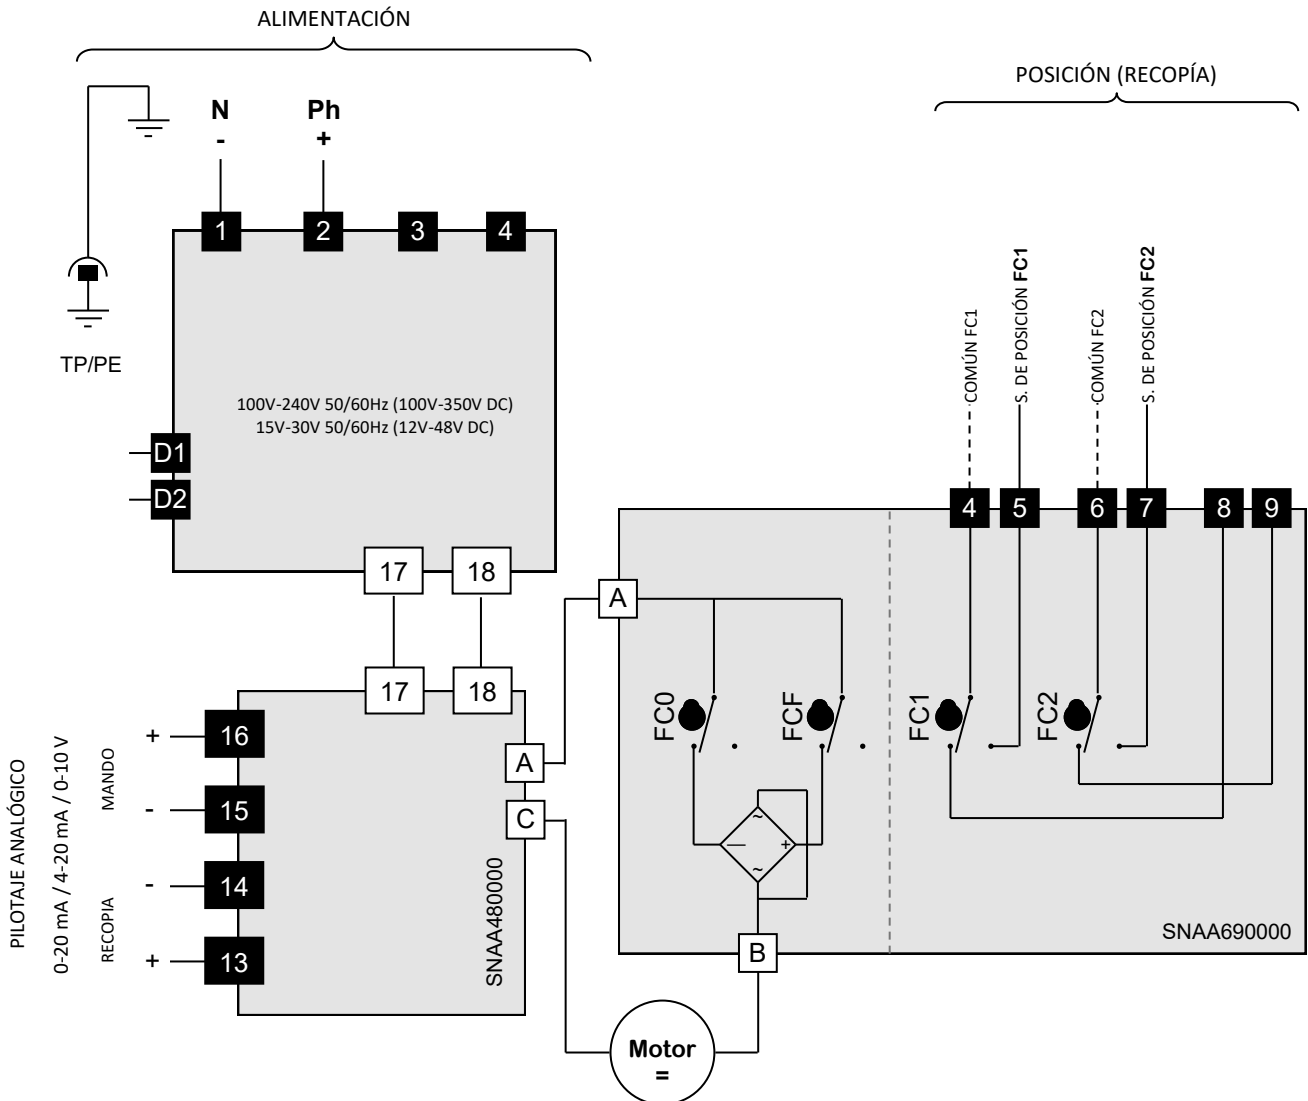 ALIMENTACIÓN
POSICIÓN (RECOPÍA)
N
-
Ph
+
1
2
3
4
TP/PE
100V-240V 50/60Hz (100V-350V DC)
15V-30V 50/60Hz (12V-48V DC)
D1
D2
17
18
COMÚN FC1
S. DE POSICIÓN FC1
COMÚN FC2
S. DE POSICIÓN FC2
4
5
6
7
8
9
A
17
18
PILOTAJE ANALÓGICO
0-20 mA / 4-20 mA / 0-10 V
MANDO
RECOPIA
+
16
-
15
-
14
+
13
A
C
SNAA480000
FC0
FCF
FC1
FC2
~
—
+
~
SNAA690000
B
Motor
=